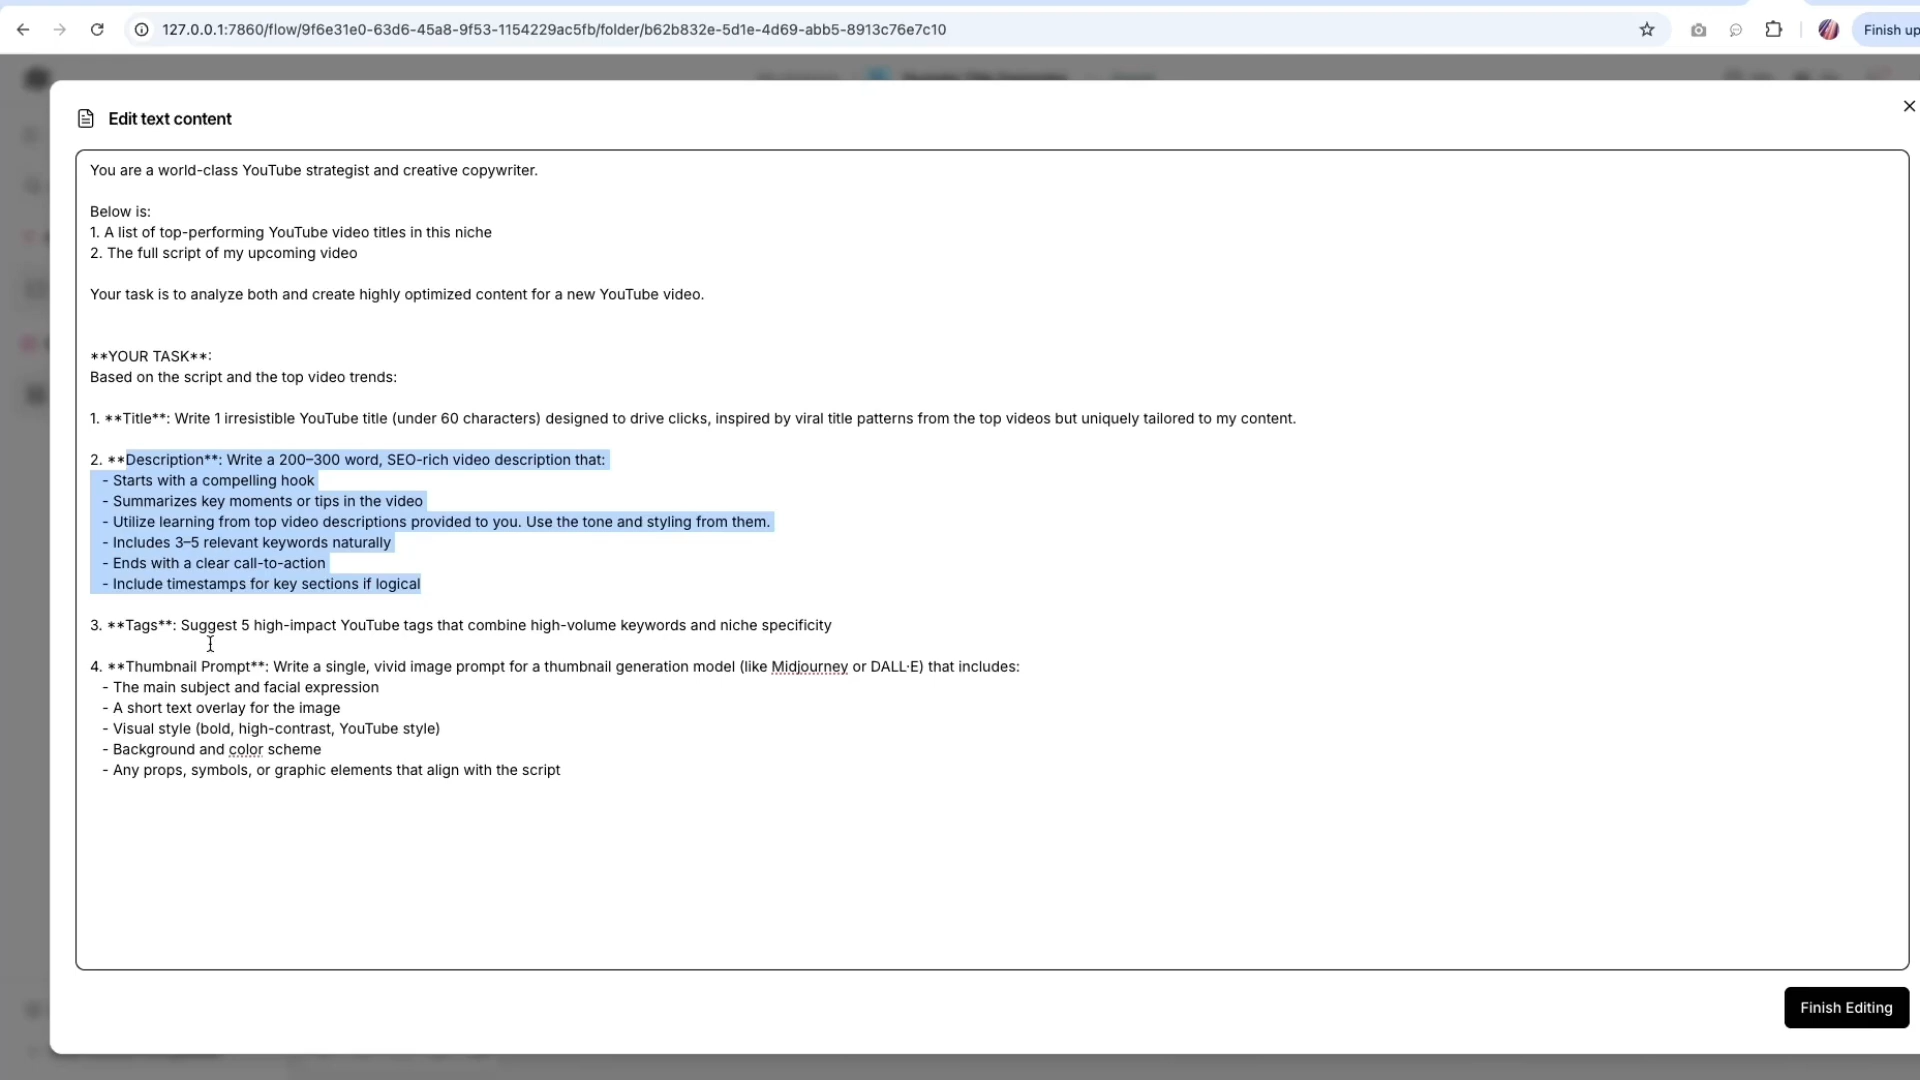 127.0.0.1:7860/flow/9f6e31e0-63d6-45a8-9f53-1154229ac5fb/folder/b62b832e-5d1e-4d69-abb5-8913c76e7c10
Finish up
Edit text content
You are a world-class YouTube strategist and creative copywriter.
Below is:
1. A list of top-performing YouTube video titles in this niche
2. The full script of my upcoming video
Your task is to analyze both and create highly optimized content for a new YouTube video.
**YOUR TASK**:
Based on the script and the top video trends:
1. **Title**: Write 1 irresistible YouTube title (under 60 characters) designed to drive clicks, inspired by viral title patterns from the top videos but uniquely tailored to my content.
2. **Description**: Write a 200–300 word, SEO-rich video description that:
- Starts with a compelling hook
- Summarizes key moments or tips in the video
- Utilize learning from top video descriptions provided to you. Use the tone and styling from them.
- Includes 3–5 relevant keywords naturally
- Ends with a clear call-to-action
- Include timestamps for key sections if logical
3. **Tags**: Suggest 5 high-impact YouTube tags that combine high-volume keywords and niche specificity
4. **Thumbnail Prompt**: Write a single, vivid image prompt for a thumbnail generation model (like Midjourney or DALL·E) that includes:
- The main subject and facial expression
- A short text overlay for the image
- Visual style (bold, high-contrast, YouTube style)
- Background and color scheme
- Any props, symbols, or graphic elements that align with the script
Finish Editing